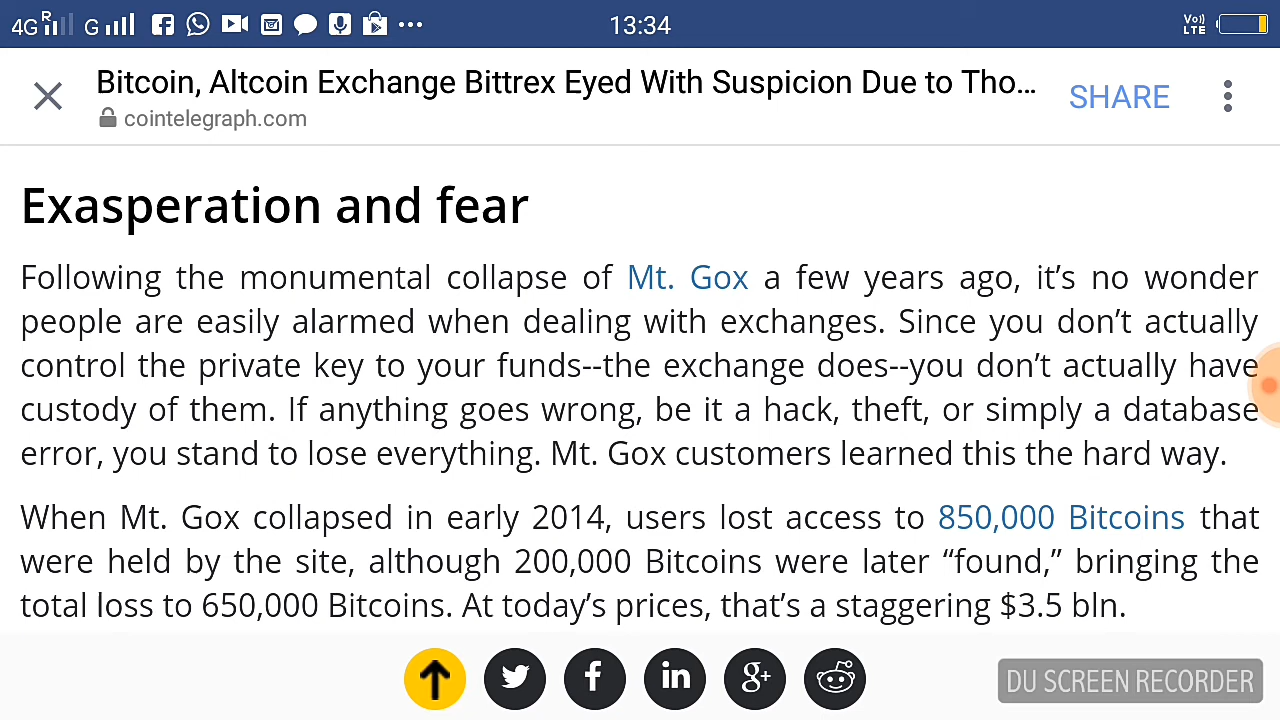 4G R G ... 13:34 Vo)) LTE
Bitcoin, Altcoin Exchange Bittrex Eyed With Suspicion Due to Tho...
SHARE
cointelegraph.com
Exasperation and fear
Following the monumental collapse of Mt. Gox a few years ago, it’s no wonder
people are easily alarmed when dealing with exchanges. Since you don’t actually
control the private key to your funds--the exchange does--you don’t actually have
custody of them. If anything goes wrong, be it a hack, theft, or simply a database
error, you stand to lose everything. Mt. Gox customers learned this the hard way.
When Mt. Gox collapsed in early 2014, users lost access to 850,000 Bitcoins that
were held by the site, although 200,000 Bitcoins were later “found,” bringing the
total loss to 650,000 Bitcoins. At today’s prices, that’s a staggering $3.5 bln.
f in g+
DU SCREEN RECORDER